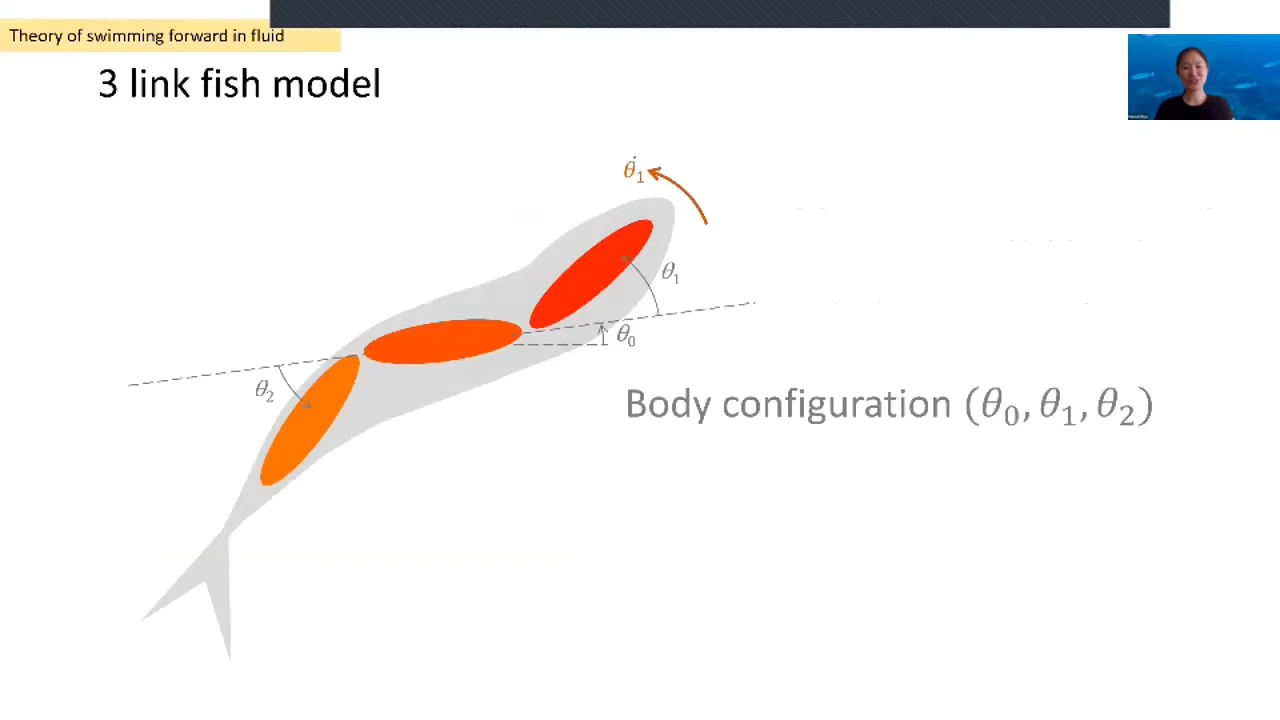 Theory of swimming forward in fluid
3 link fish model
θ̇₁
θ₁
θ₀
θ₂
Body configuration (θ₀, θ₁, θ₂)